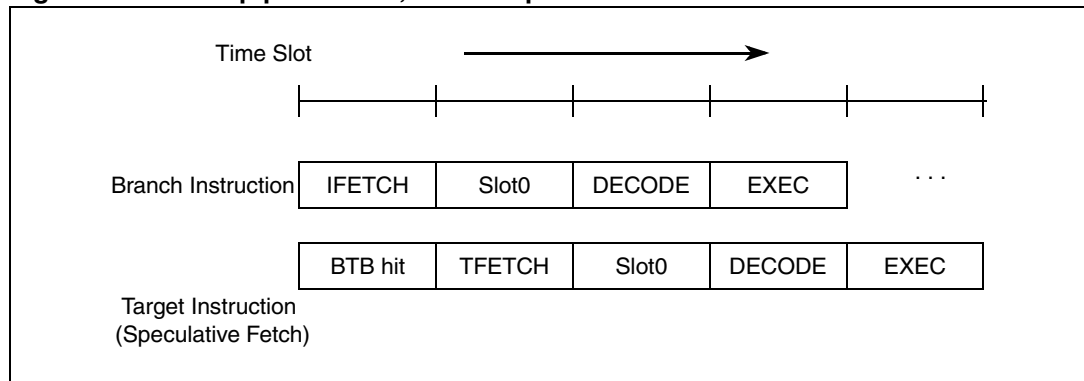 Time Slot
Branch Instruction IFETCH Slot0 DECODE EXEC . . .
BTB hit TFETCH Slot0 DECODE EXEC
Target Instruction
(Speculative Fetch)